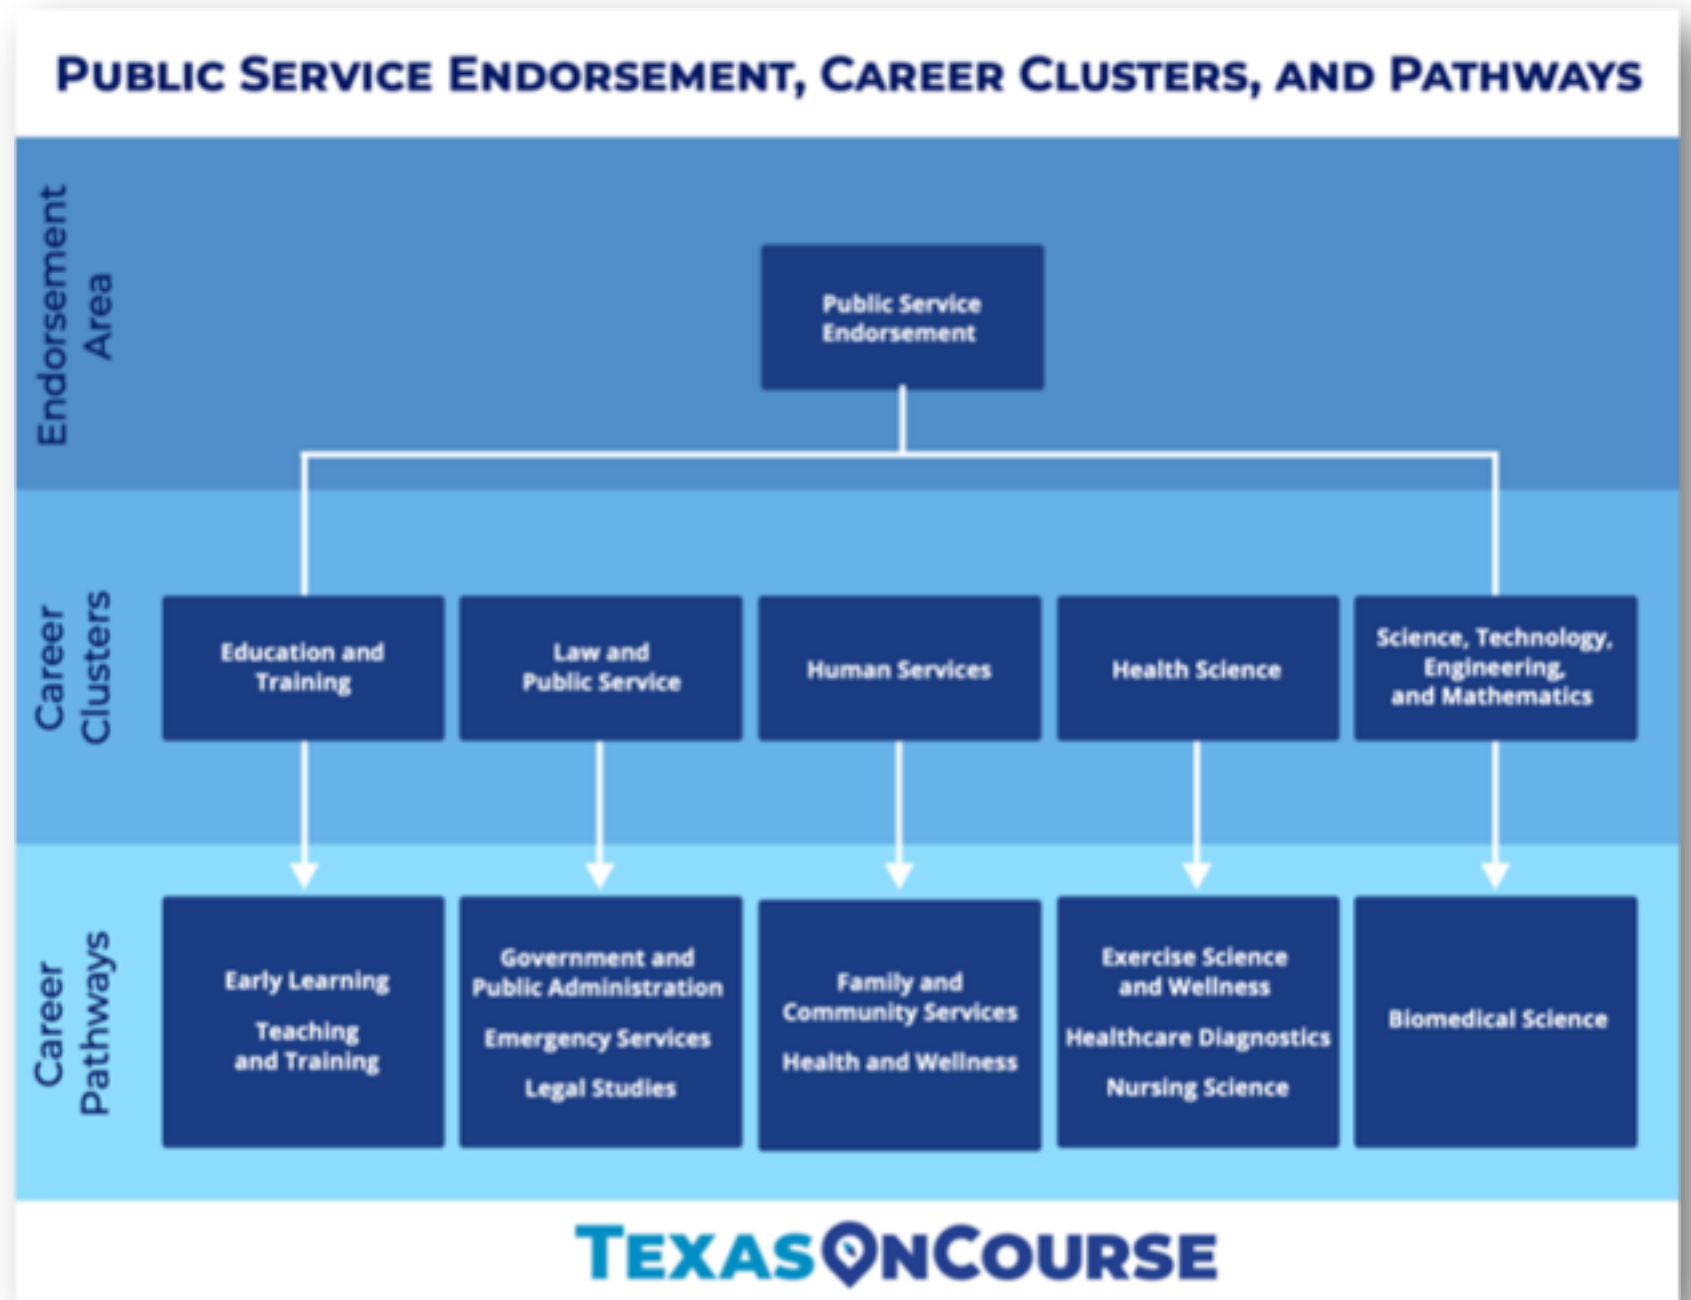 PUBLIC SERVICE ENDORSEMENT, CAREER CLUSTERS, AND PATHWAYS
Endorsement
Area
Public Service
Endorsement
Career
Clusters
Education and
Training
Law and
Public Service
Human Services
Health Science
Science, Technology,
Engineering,
and Mathematics
Career
Pathways
Early Learning
Teaching
and Training
Government and
Public Administration
Emergency Services
Legal Studies
Family and
Community Services
Health and Wellness
Exercise Science
and Wellness
Healthcare Diagnostics
Nursing Science
Biomedical Science
TEXAS ONCOURSE